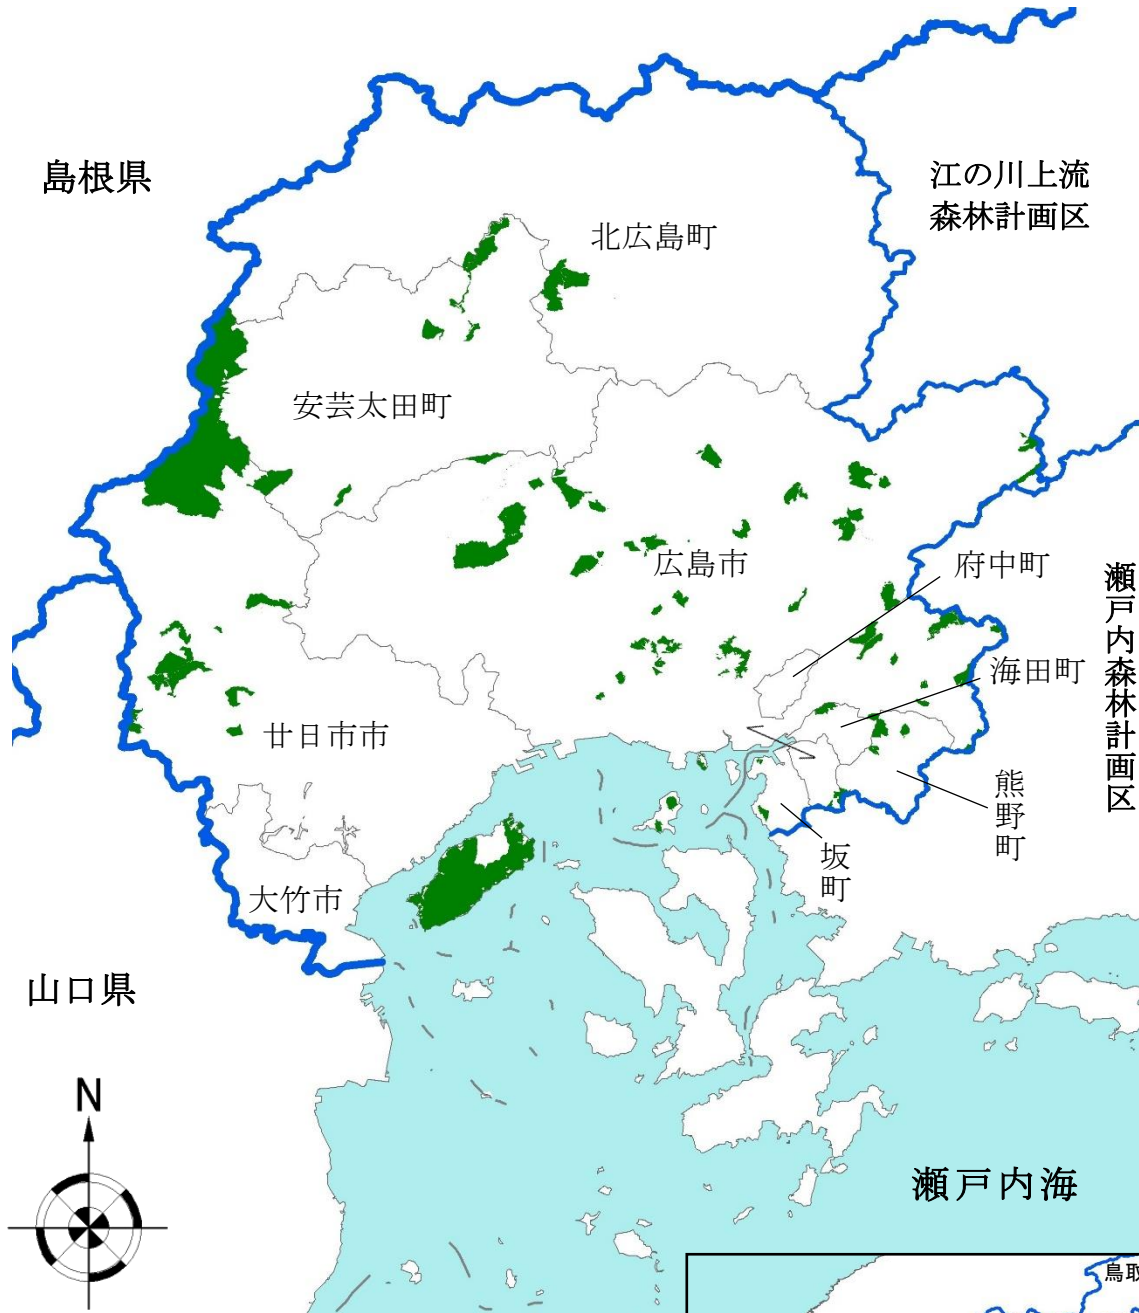 島根県
江の川上流
森林計画区
北広島町
安芸太田町
広島市
府中町
瀬戸内森林計画区
海田町
廿日市市
熊野町
坂町
大竹市
山口県
N
瀬戸内海
鳥取